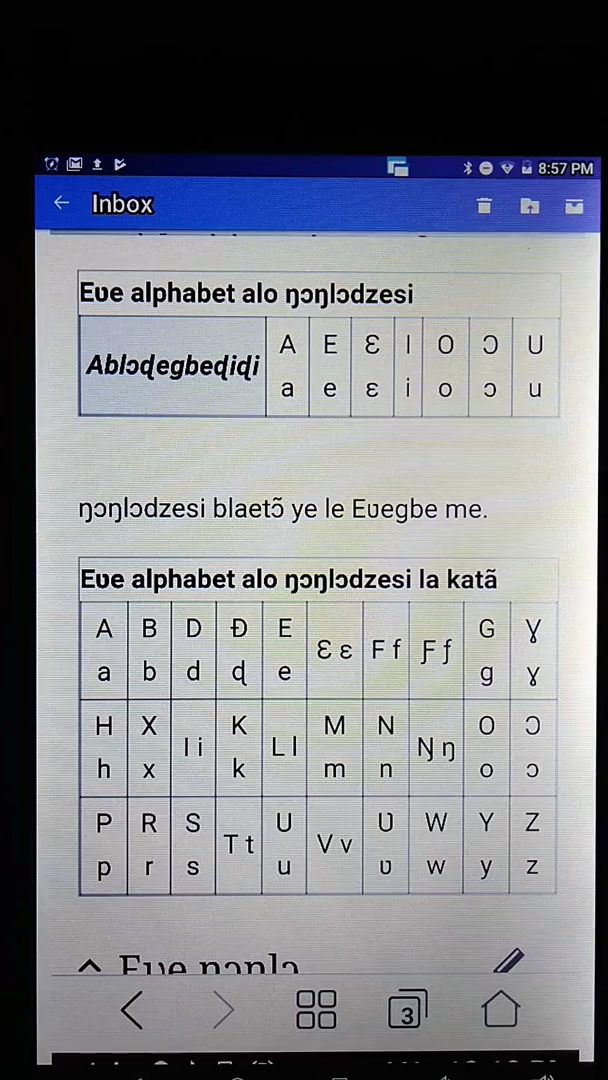 8:57 PM
Inbox
Eʋe alphabet alo ŋɔŋlɔdzesi
Ablɔɖegbeɖiɖi
A E Ɛ I O Ɔ U
a e ɛ i o ɔ u
ŋɔŋlɔdzesi blaetɔ̃ ye le Eʋegbe me.
Eʋe alphabet alo ŋɔŋlɔdzesi la katã
A B D Ɖ E Ɛ ɛ F f Ƒ ƒ G Ɣ
a b d ɖ e g ɣ
H X I i K L l M N Ŋ ŋ O Ɔ
h x k m n o ɔ
P R S T t U V v Ʋ W Y Z
p r s u ʋ w y z
Eʋe nɔnlɔ
3